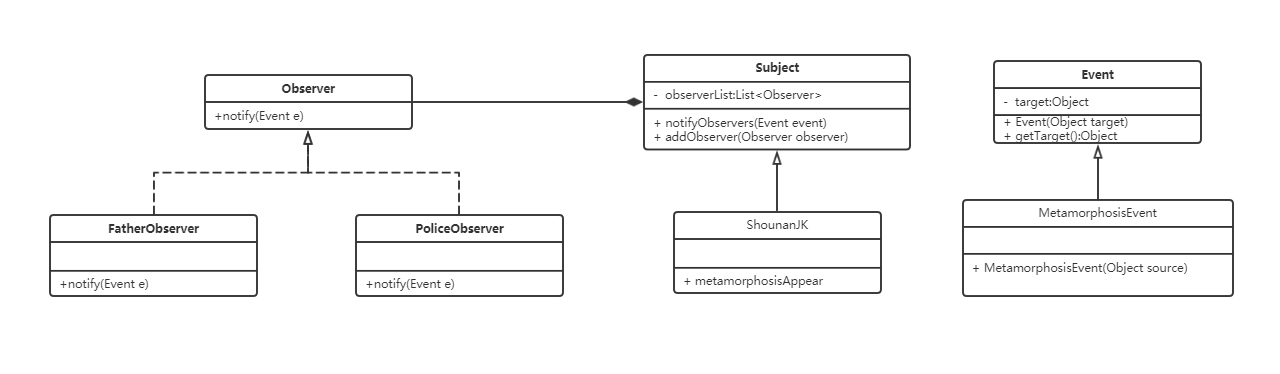 Observer
+notify(Event e)
FatherObserver
+notify(Event e)
PoliceObserver
+notify(Event e)
Subject
- observerList:List<Observer>
+ notifyObservers(Event event)
+ addObserver(Observer observer)
ShounanJK
+ metamorphosisAppear
Event
- target:Object
+ Event(Object target)
+ getTarget():Object
MetamorphosisEvent
+ MetamorphosisEvent(Object source)